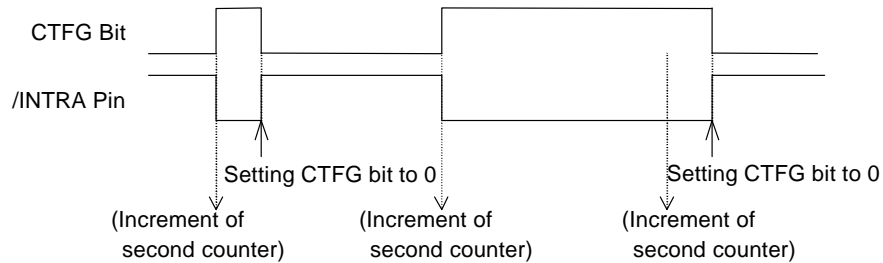 CTFG Bit
/INTRA Pin
Setting CTFG bit to 0
Setting CTFG bit to 0
(Increment of
second counter)
(Increment of
second counter)
(Increment of
second counter)